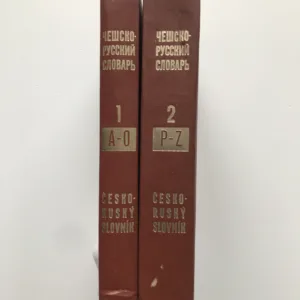 ЧЕШСКО-
РУССКИЙ
СЛОВАРЬ
1
A-O
ČESKO-
RUSKÝ
SLOVNÍK
ЧЕШСКО-
РУССКИЙ
СЛОВАРЬ
2
P-Z
ČESKO-
RUSKÝ
SLOVNÍK